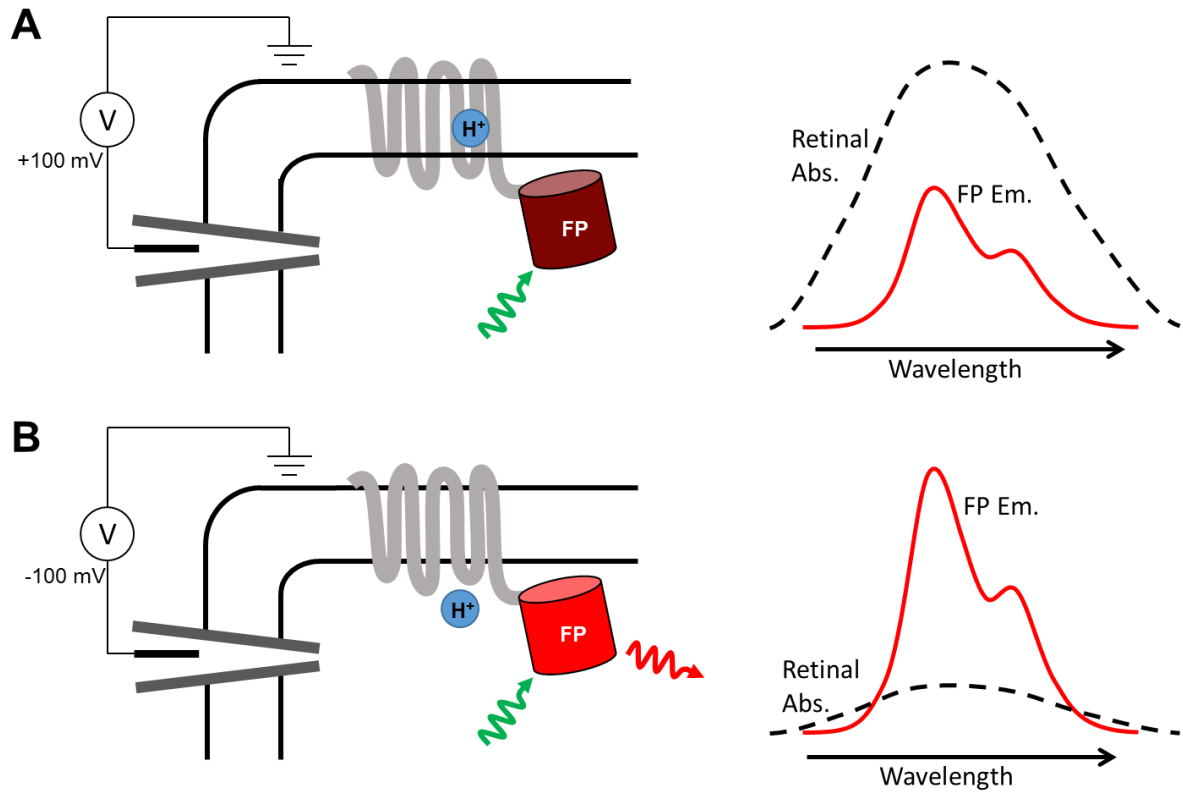 A
V
+100 mV
H+
FP
Retinal
Abs.
FP Em.
Wavelength
B
V
-100 mV
H+
FP
FP Em.
Retinal
Abs.
Wavelength